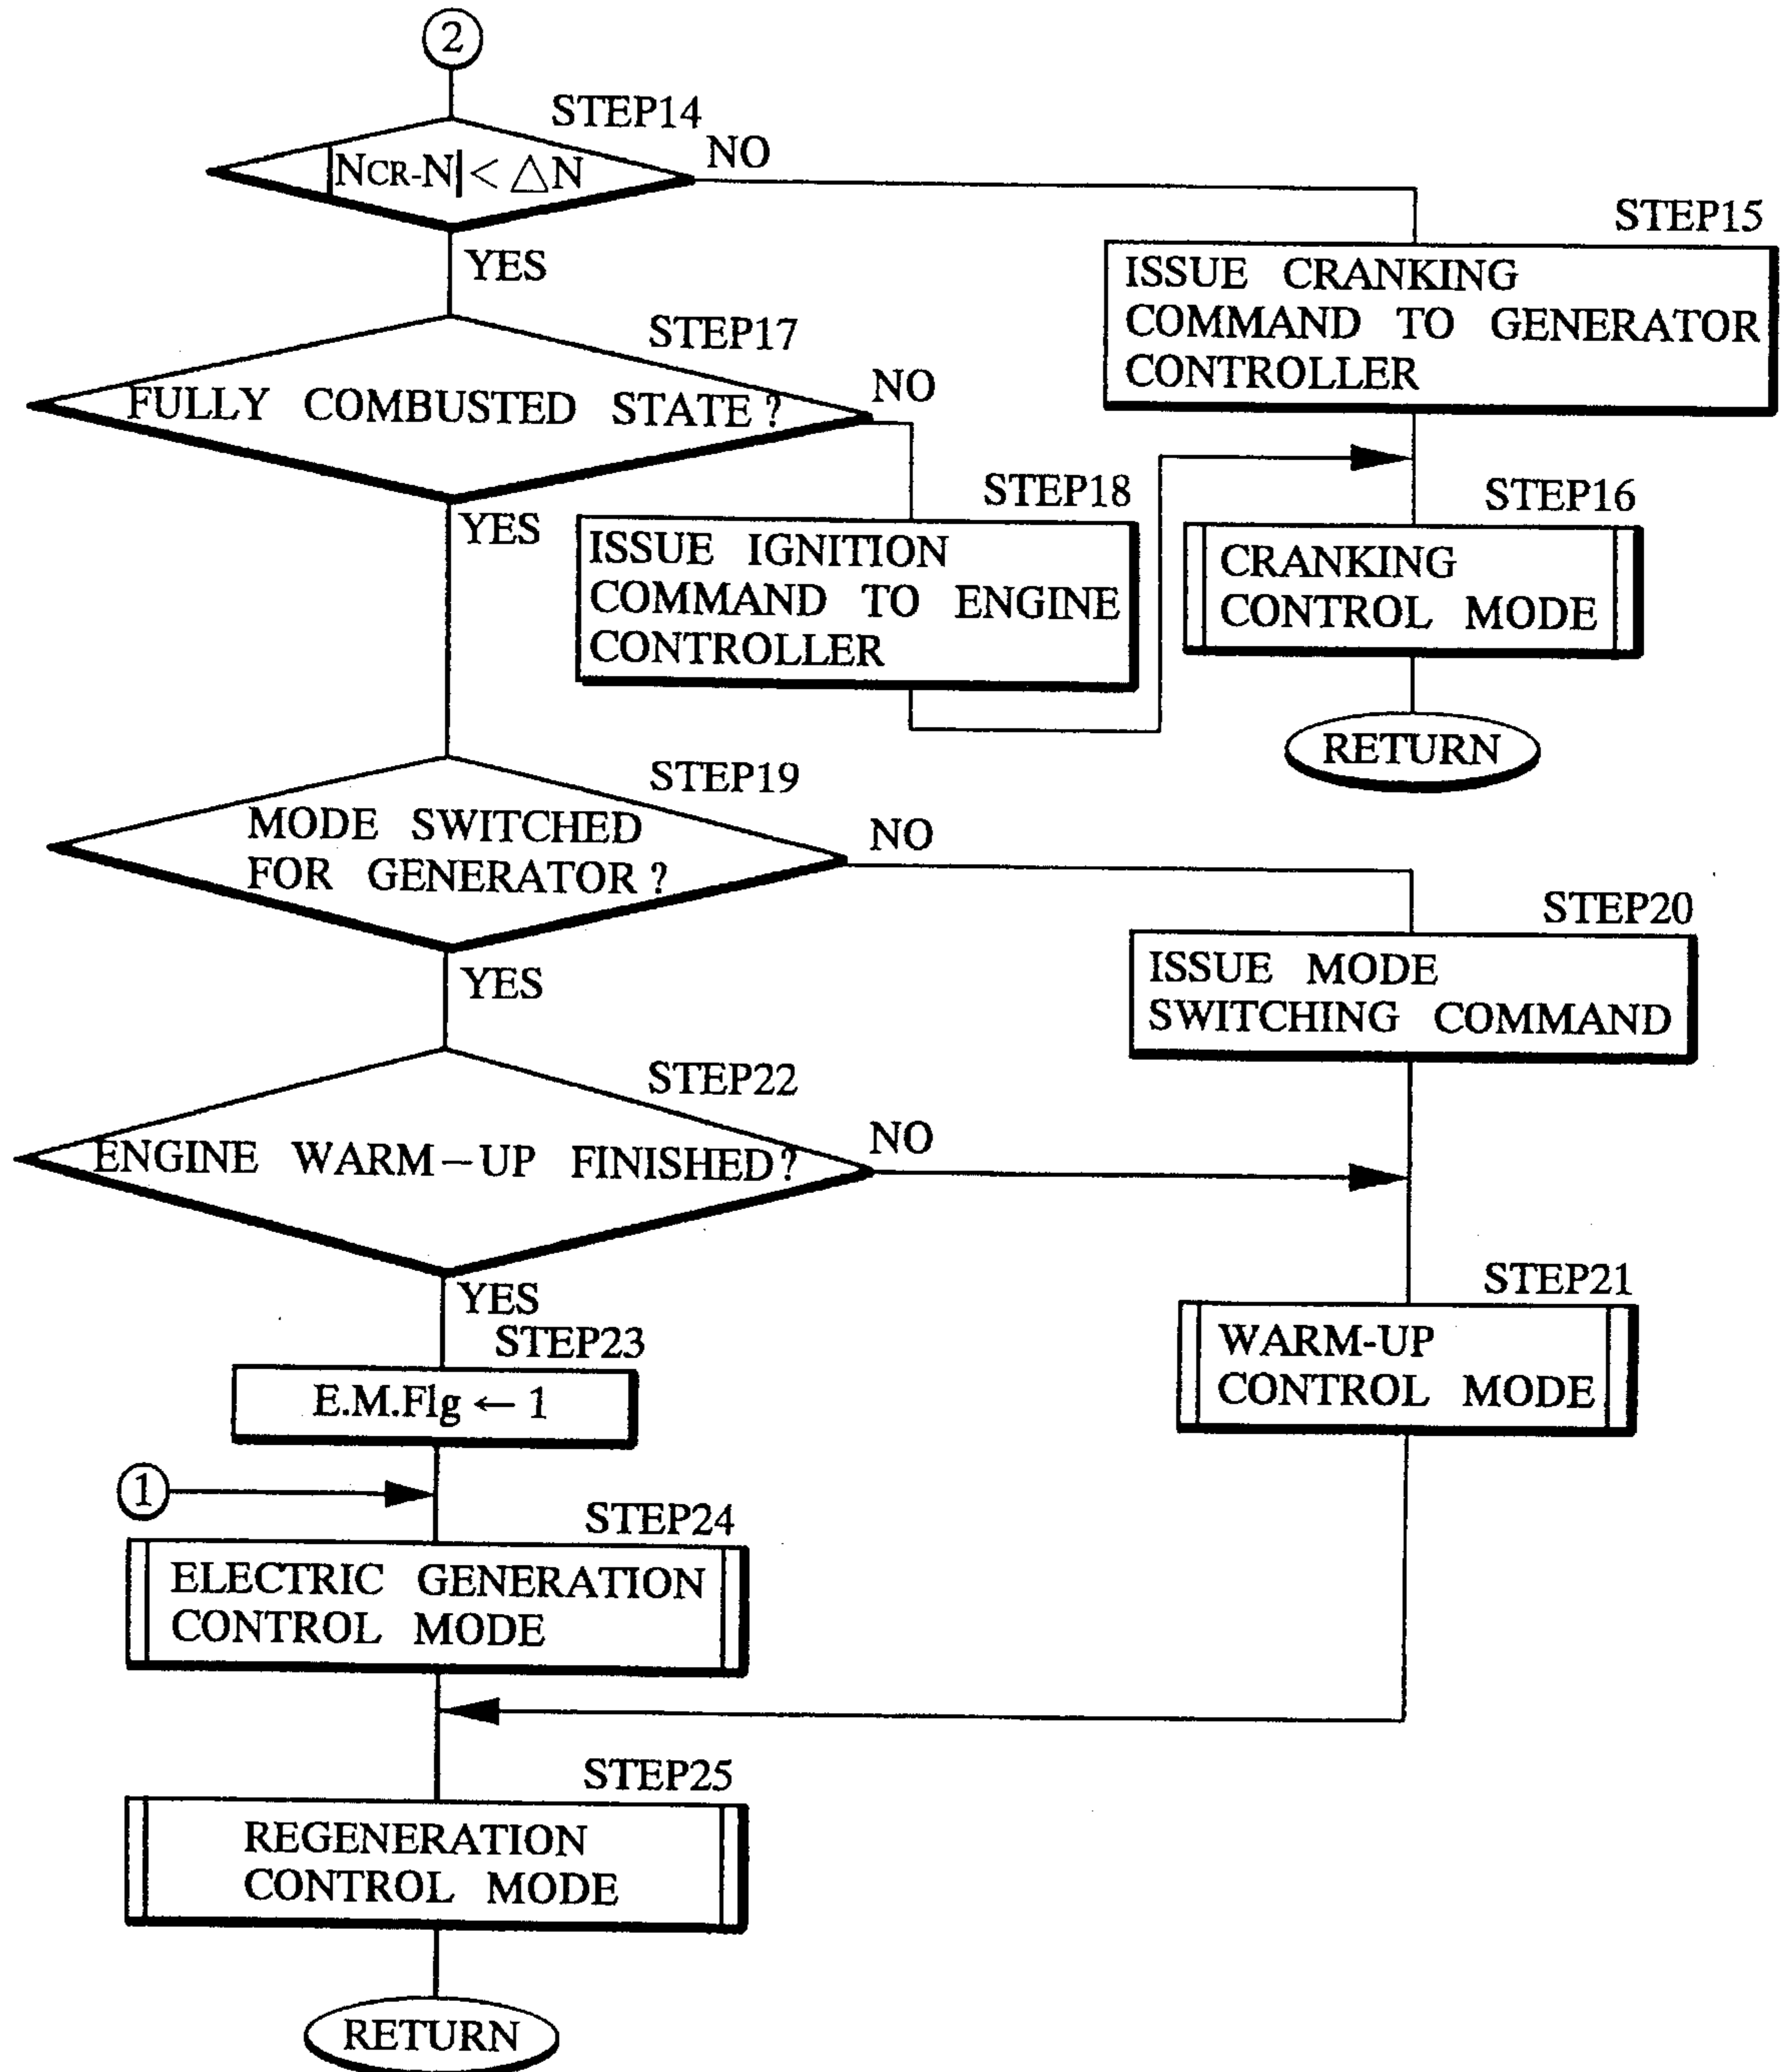 2
STEP14
|NCR-N| < △N
NO
YES
STEP15
ISSUE CRANKING
COMMAND TO GENERATOR
CONTROLLER
STEP17
FULLY COMBUSTED STATE?
NO
YES
STEP18
ISSUE IGNITION
COMMAND TO ENGINE
CONTROLLER
STEP16
CRANKING
CONTROL MODE
RETURN
STEP19
MODE SWITCHED
FOR GENERATOR?
NO
YES
STEP20
ISSUE MODE
SWITCHING COMMAND
STEP22
ENGINE WARM-UP FINISHED?
NO
YES
STEP21
WARM-UP
CONTROL MODE
STEP23
E.M.Flg ← 1
1
STEP24
ELECTRIC GENERATION
CONTROL MODE
STEP25
REGENERATION
CONTROL MODE
RETURN